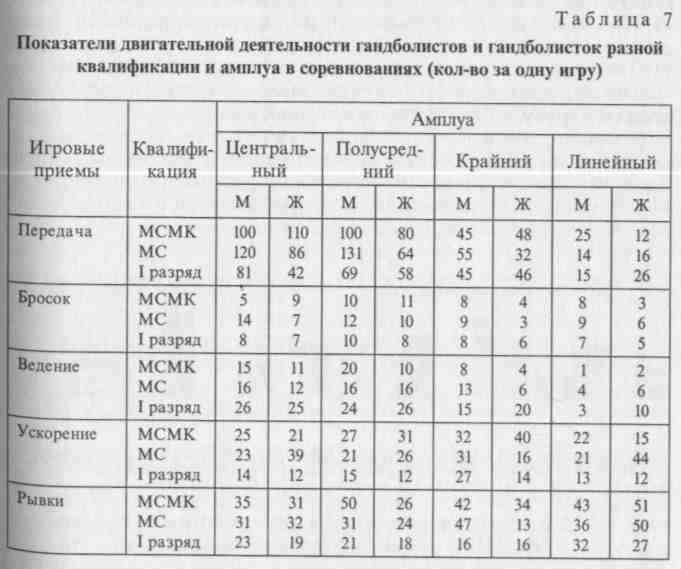 Таблица 7
Показатели двигательной деятельности гандболистов и гандболисток разной
квалификации и амплуа в соревнованиях (кол-во за одну игру)
Игровые приемы Квалифи-кация Амплуа
Централь-ный Полусред-ний Крайний Линейный
М Ж М Ж М Ж М Ж
Передача МСМК 100 110 100 80 45 48 25 12
МС 120 86 131 64 55 32 14 16
I разряд 81 42 69 58 45 46 15 26
Бросок МСМК 5 9 10 11 8 4 8 3
МС 14 7 12 10 9 3 9 6
I разряд 8 7 10 8 8 6 7 5
Ведение МСМК 15 11 20 10 8 4 1 2
МС 16 12 16 16 13 6 4 6
I разряд 26 25 24 26 15 20 3 10
Ускорение МСМК 25 21 27 31 32 40 22 15
МС 23 39 21 26 31 16 21 44
I разряд 14 12 15 12 27 14 13 12
Рывки МСМК 35 31 50 26 42 34 43 51
МС 31 32 31 24 47 13 36 50
I разряд 23 19 21 18 16 16 32 27